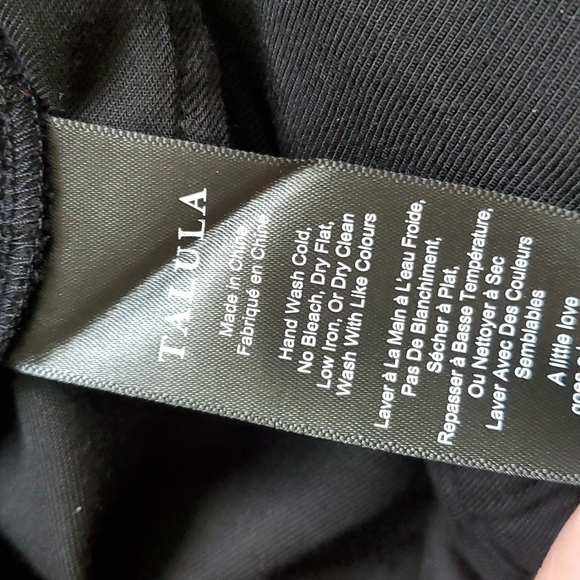 TALULA
Made in China
Fabriqué en Chine
Hand Wash Cold,
No Bleach, Dry Flat,
Low Iron, Or Dry Clean
Wash With Like Colours
Laver à La Main à L'eau Froide,
Pas De Blanchiment,
Sécher à Plat,
Repasser à Basse Température,
Ou Nettoyer à Sec
Laver Avec Des Couleurs
Semblables
A little love
goes